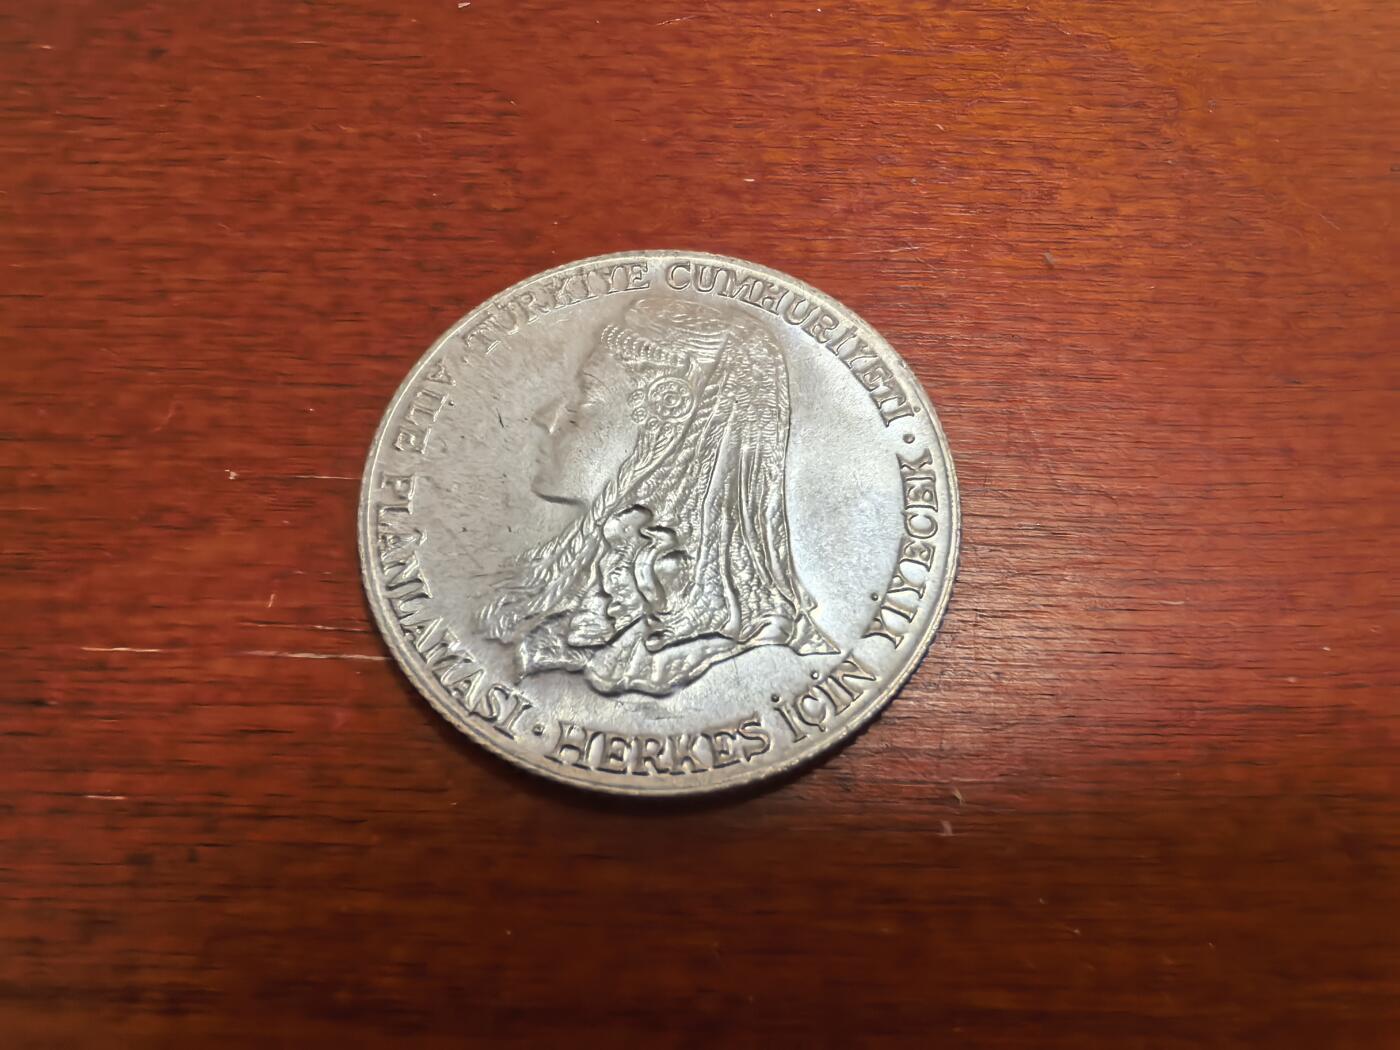 TÜRKİYE CUMHURİYETİ · HERKES İÇİN YİYECEK · AİLE PLANLAMASI ·